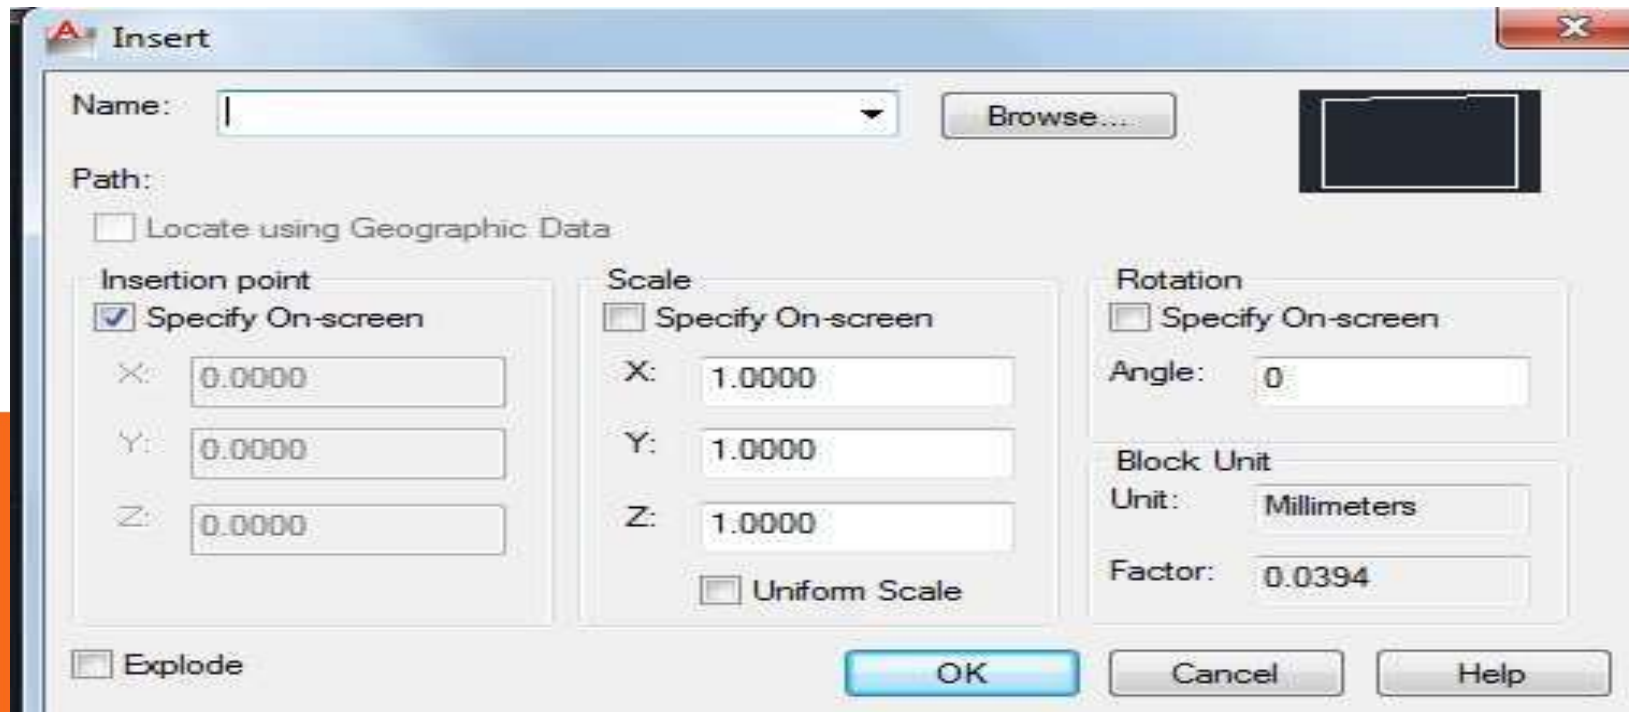 Insert
Name:
Browse...
Path:
Locate using Geographic Data
Insertion point
Specify On-screen
X: 0.0000
Y: 0.0000
Z: 0.0000
Scale
Specify On-screen
X: 1.0000
Y: 1.0000
Z: 1.0000
Uniform Scale
Rotation
Specify On-screen
Angle: 0
Block Unit
Unit: Millimeters
Factor: 0.0394
Explode
OK
Cancel
Help